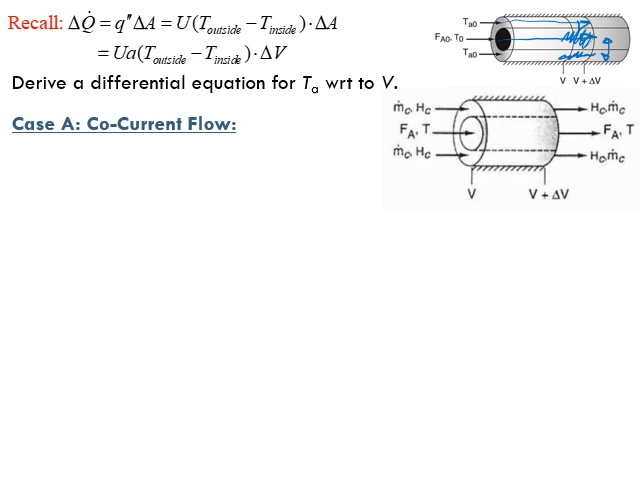 Recall: ΔQ̇ = q″ΔA = U(T_outside − T_inside)·ΔA
= Ua(T_outside − T_inside)·ΔV
Derive a differential equation for Tₐ wrt to V.
Case A: Co-Current Flow:
T_a0
F_A0, T_0
T_a0
V V + ΔV
ṁ_c, H_c H_c, ṁ_c
F_A, T F_A, T
ṁ_c, H_c H_c, ṁ_c
V V + ΔV